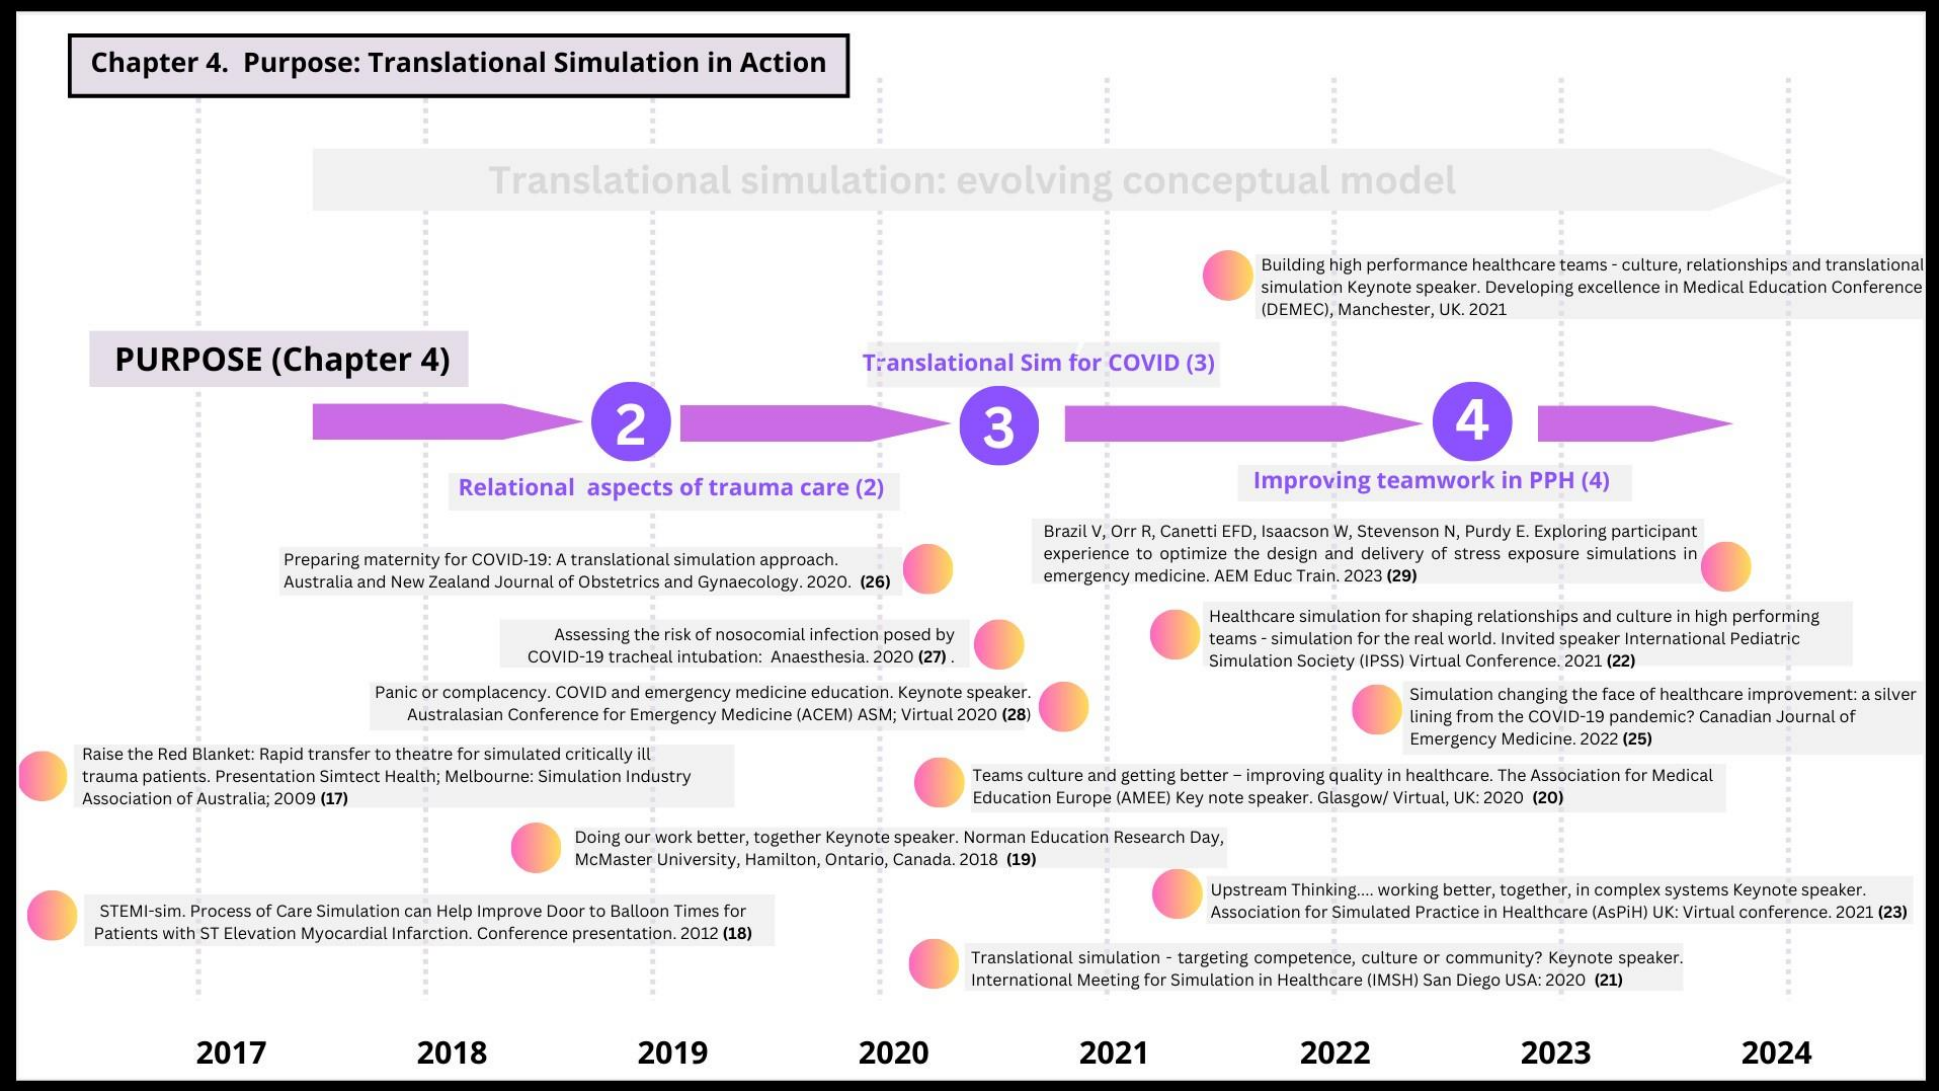 Chapter 4.  Purpose: Translational Simulation in Action
Translational simulation: evolving conceptual model
Building high performance healthcare teams - culture, relationships and translational
simulation Keynote speaker. Developing excellence in Medical Education Conference
(DEMEC), Manchester, UK. 2021
PURPOSE (Chapter 4)
Translational Sim for COVID (3)
2
3
4
Relational  aspects of trauma care (2)
Improving teamwork in PPH (4)
Brazil V, Orr R, Canetti EFD, Isaacson W, Stevenson N, Purdy E. Exploring participant
experience to optimize the design and delivery of stress exposure simulations in
emergency medicine. AEM Educ Train. 2023 (29)
Preparing maternity for COVID-19: A translational simulation approach.
Australia and New Zealand Journal of Obstetrics and Gynaecology. 2020.  (26)
Healthcare simulation for shaping relationships and culture in high performing
teams - simulation for the real world. Invited speaker International Pediatric
Simulation Society (IPSS) Virtual Conference. 2021 (22)
Assessing the risk of nosocomial infection posed by
COVID-19 tracheal intubation:  Anaesthesia. 2020 (27) .
Panic or complacency. COVID and emergency medicine education. Keynote speaker.
Australasian Conference for Emergency Medicine (ACEM) ASM; Virtual 2020 (28)
Simulation changing the face of healthcare improvement: a silver
lining from the COVID-19 pandemic? Canadian Journal of
Emergency Medicine. 2022 (25)
Raise the Red Blanket: Rapid transfer to theatre for simulated critically ill
trauma patients. Presentation Simtect Health; Melbourne: Simulation Industry
Association of Australia; 2009 (17)
Teams culture and getting better – improving quality in healthcare. The Association for Medical
Education Europe (AMEE) Key note speaker. Glasgow/ Virtual, UK: 2020  (20)
Doing our work better, together Keynote speaker. Norman Education Research Day,
McMaster University, Hamilton, Ontario, Canada. 2018  (19)
Upstream Thinking.... working better, together, in complex systems Keynote speaker.
Association for Simulated Practice in Healthcare (AsPiH) UK: Virtual conference. 2021 (23)
STEMI-sim. Process of Care Simulation can Help Improve Door to Balloon Times for
Patients with ST Elevation Myocardial Infarction. Conference presentation. 2012 (18)
Translational simulation - targeting competence, culture or community? Keynote speaker.
International Meeting for Simulation in Healthcare (IMSH) San Diego USA: 2020  (21)
2017 2018 2019 2020 2021 2022 2023 2024